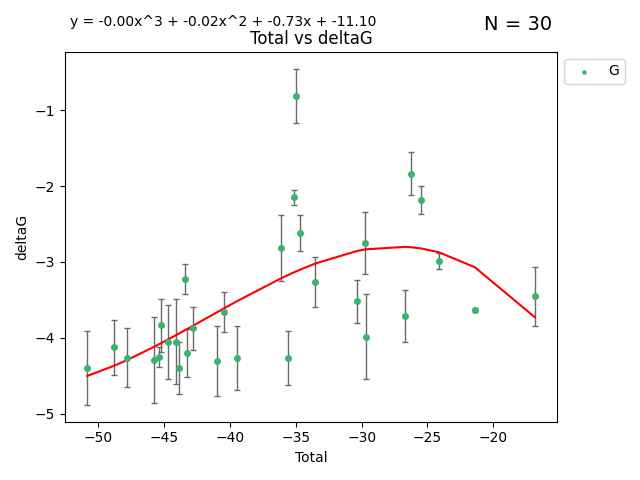 y = -0.00x^3 + -0.02x^2 + -0.73x + -11.10
N = 30
Total vs deltaG
G
−1
−2
−3
−4
−5
deltaG
−50 −45 −40 −35 −30 −25 −20
Total